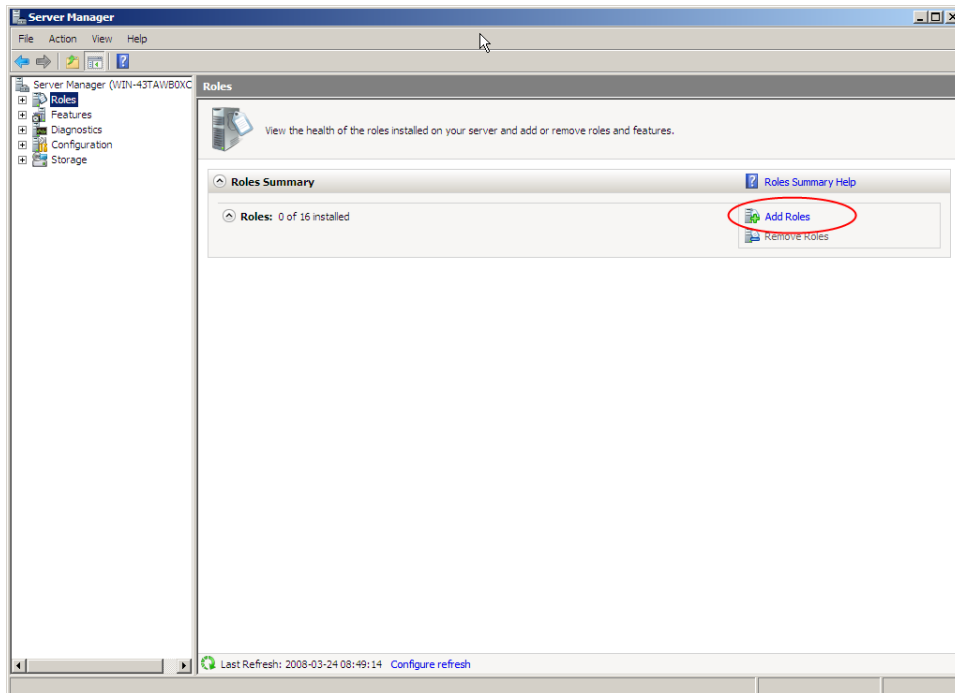 Server Manager
File Action View Help
Server Manager (WIN-43TAWB0XC
Roles
Features
Diagnostics
Configuration
Storage
Roles
View the health of the roles installed on your server and add or remove roles and features.
Roles Summary
Roles Summary Help
Roles: 0 of 16 installed
Add Roles
Remove Roles
Last Refresh: 2008-03-24 08:49:14 Configure refresh